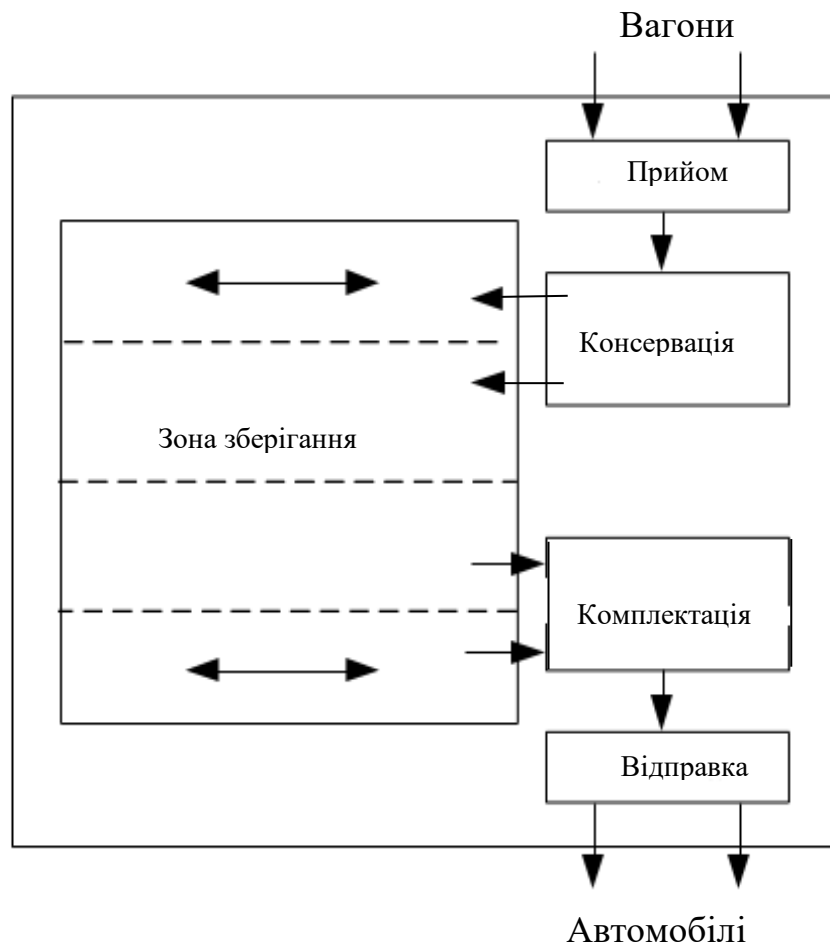 Вагони
Прийом
Консервація
Зона зберігання
Комплектація
Відправка
Автомобілі